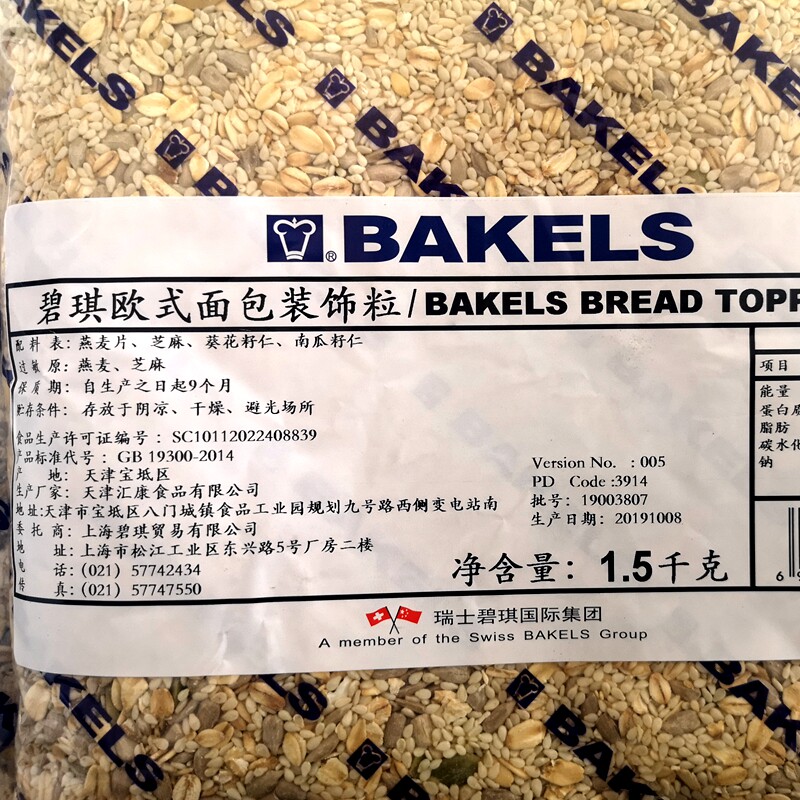 BAKELS
BAKELS
BAKELS
BAKELS
BAKELS
®BAKELS
碧琪欧式面包装饰粒/BAKELS BREAD TOPP
配料表:燕麦片、芝麻、葵花籽仁、南瓜籽仁
过敏原:燕麦、芝麻
保质期:自生产之日起9个月
贮存条件: 存放于阴凉、干燥、避光场所
食品生产许可证编号: SC10112022408839
产品标准代号: GB 19300-2014
产 地: 天津宝坻区
生产厂家: 天津汇康食品有限公司
地址:天津市宝坻区八门城镇食品工业园规划九号路西侧变电站南
委托商:上海碧琪贸易有限公司
地 址:上海市松江工业区东兴路5号厂房二楼
电 话:(021) 57742434
传 真:(021) 57747550
Version No. : 005
PD Code :3914
批号: 19003807
生产日期: 20191008
净含量: 1.5千克
项目
能量
蛋白质
脂肪
碳水化
钠
瑞士碧琪国际集团
A member of the Swiss BAKELS Group
BAKELS
BAKELS
BAKELS
BAKELS